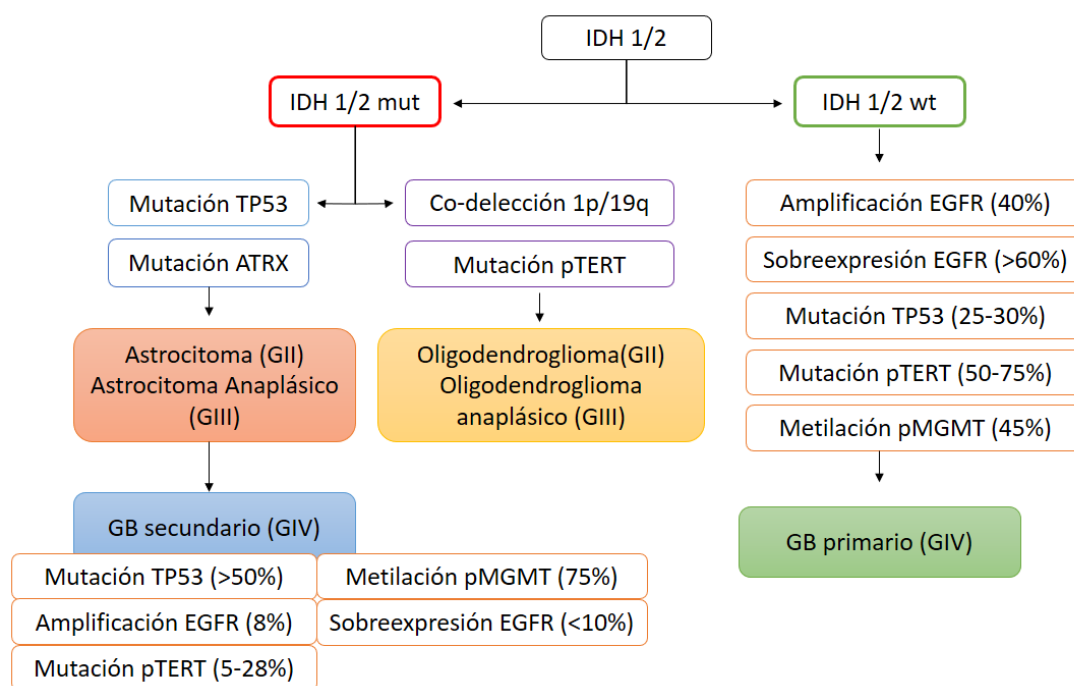 IDH 1/2
IDH 1/2 mut
IDH 1/2 wt
Mutación TP53
Co-delección 1p/19q
Mutación ATRX
Mutación pTERT
Astrocitoma (GII)
Astrocitoma Anaplásico
(GIII)
Oligodendroglioma(GII)
Oligodendroglioma
anaplásico (GIII)
Amplificación EGFR (40%)
Sobreexpresión EGFR (>60%)
Mutación TP53 (25-30%)
Mutación pTERT (50-75%)
Metilación pMGMT (45%)
GB secundario (GIV)
Mutación TP53 (>50%)
Metilación pMGMT (75%)
Amplificación EGFR (8%)
Sobreexpresión EGFR (<10%)
Mutación pTERT (5-28%)
GB primario (GIV)